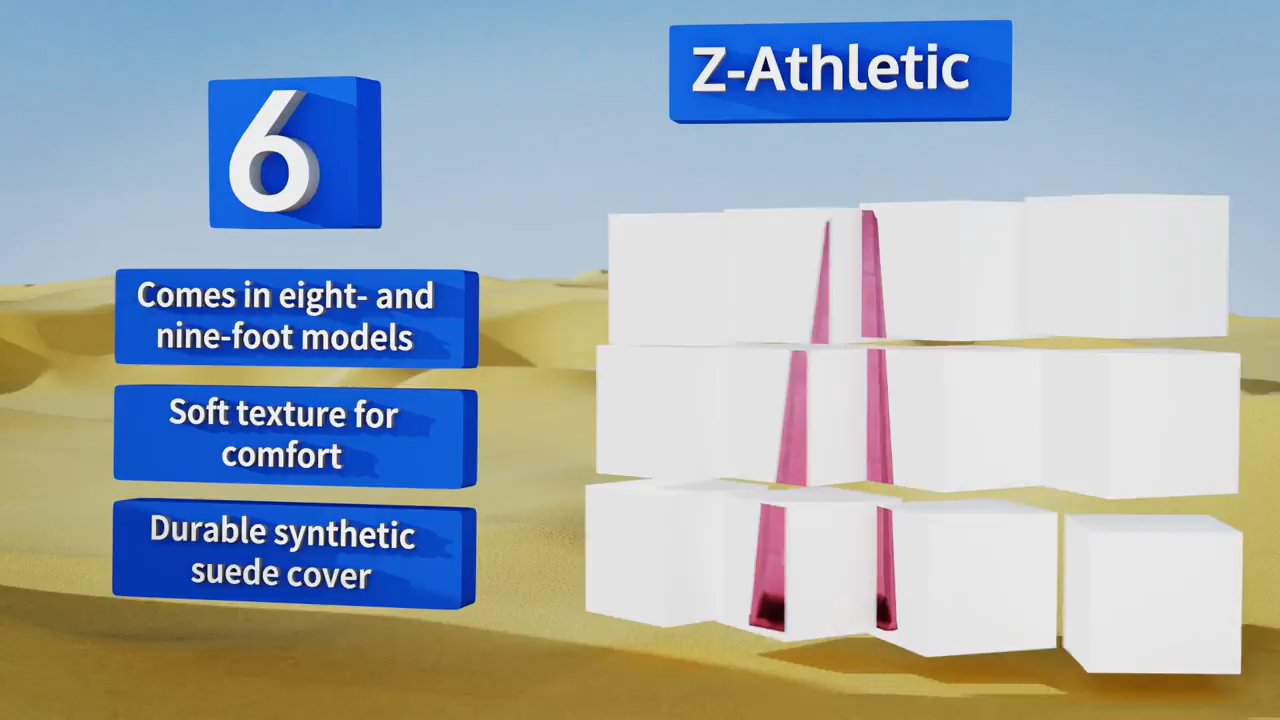 6
Z-Athletic
Comes in eight- and
nine-foot models
Soft texture for
comfort
Durable synthetic
suede cover